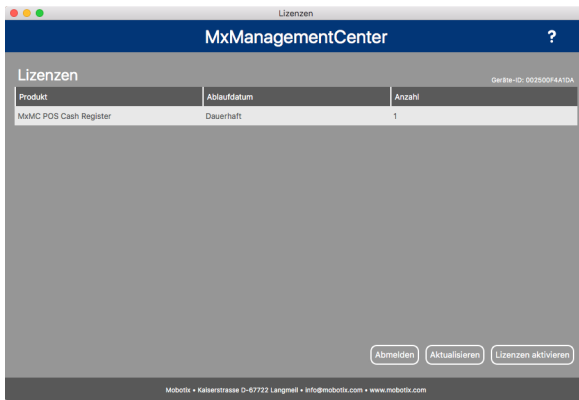 Lizenzen
MxManagementCenter ?
Lizenzen
Geräte-ID: 002500F4A1DA
Produkt Ablaufdatum Anzahl
MxMC POS Cash Register Dauerhaft 1
Abmelden Aktualisieren Lizenzen aktivieren
Mobotix • Kaiserstrasse D-67722 Langmeil • info@mobotix.com • www.mobotix.com